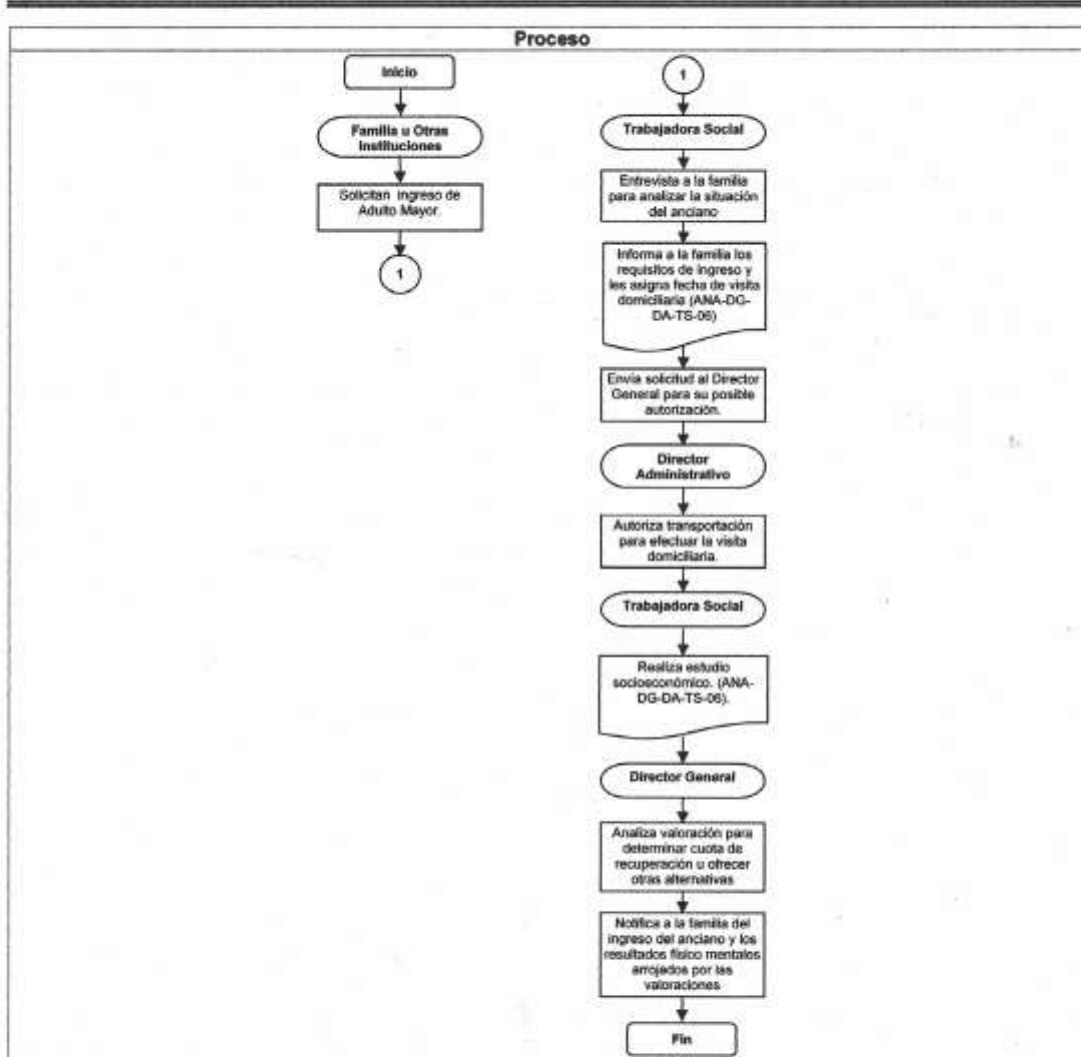 Proceso
Inicio
Familia u Otras
Instituciones
Solicitan ingreso de
Adulto Mayor.
1
1
Trabajadora Social
Entrevista a la familia
para analizar la situación
del anciano
Informa a la familia los
requisitos de ingreso y
les asigna fecha de visita
domiciliaria (ANA-DG-
DA-TS-06)
Envía solicitud al Director
General para su posible
autorización.
Director
Administrativo
Autoriza transportación
para efectuar la visita
domiciliaria.
Trabajadora Social
Realiza estudio
socioeconómico. (ANA-
DG-DA-TS-06).
Director General
Analiza valoración para
determinar cuota de
recuperación u ofrecer
otras alternativas
Notifica a la familia del
ingreso del anciano y los
resultados físico mentales
arrojados por las
valoraciones
Fin